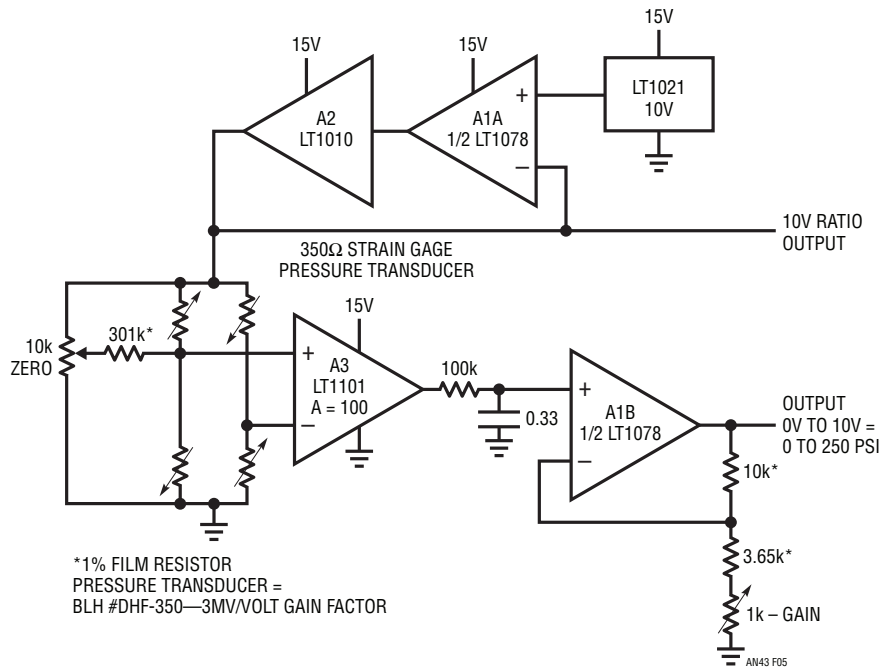 15V
15V
15V
A2
LT1010
A1A
1/2 LT1078
+
−
LT1021
10V
10V RATIO
OUTPUT
350Ω STRAIN GAGE
PRESSURE TRANSDUCER
10k
ZERO
301k*
15V
+
−
A3
LT1101
A = 100
100k
0.33
+
−
A1B
1/2 LT1078
OUTPUT
0V TO 10V =
0 TO 250 PSI
10k*
3.65k*
1k – GAIN
*1% FILM RESISTOR
PRESSURE TRANSDUCER =
BLH #DHF-350—3MV/VOLT GAIN FACTOR
AN43 F05